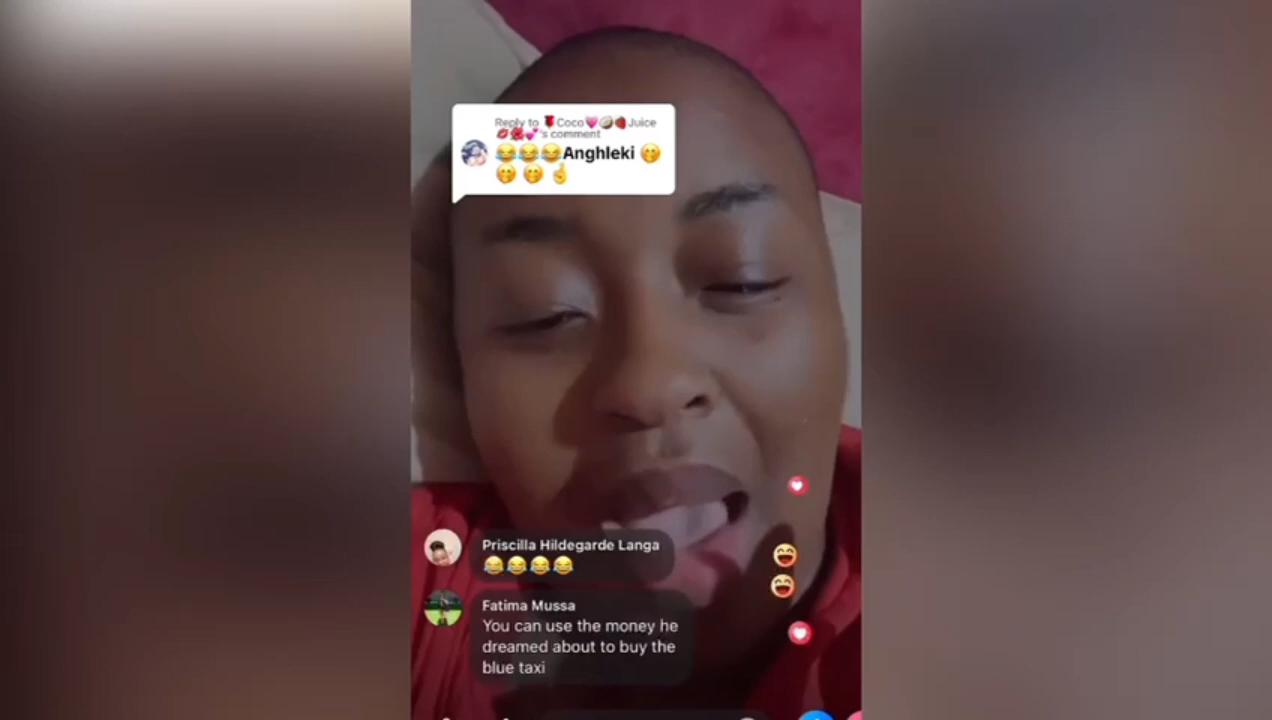 Reply to 🌹Coco💗🥥🍓Juice
💋🌺💕's comment
😂😂😂Anghleki 🤭
🤭 🤭 🤞
Priscilla Hildegarde Langa
😂😂😂😂
Fatima Mussa
You can use the money he
dreamed about to buy the
blue taxi